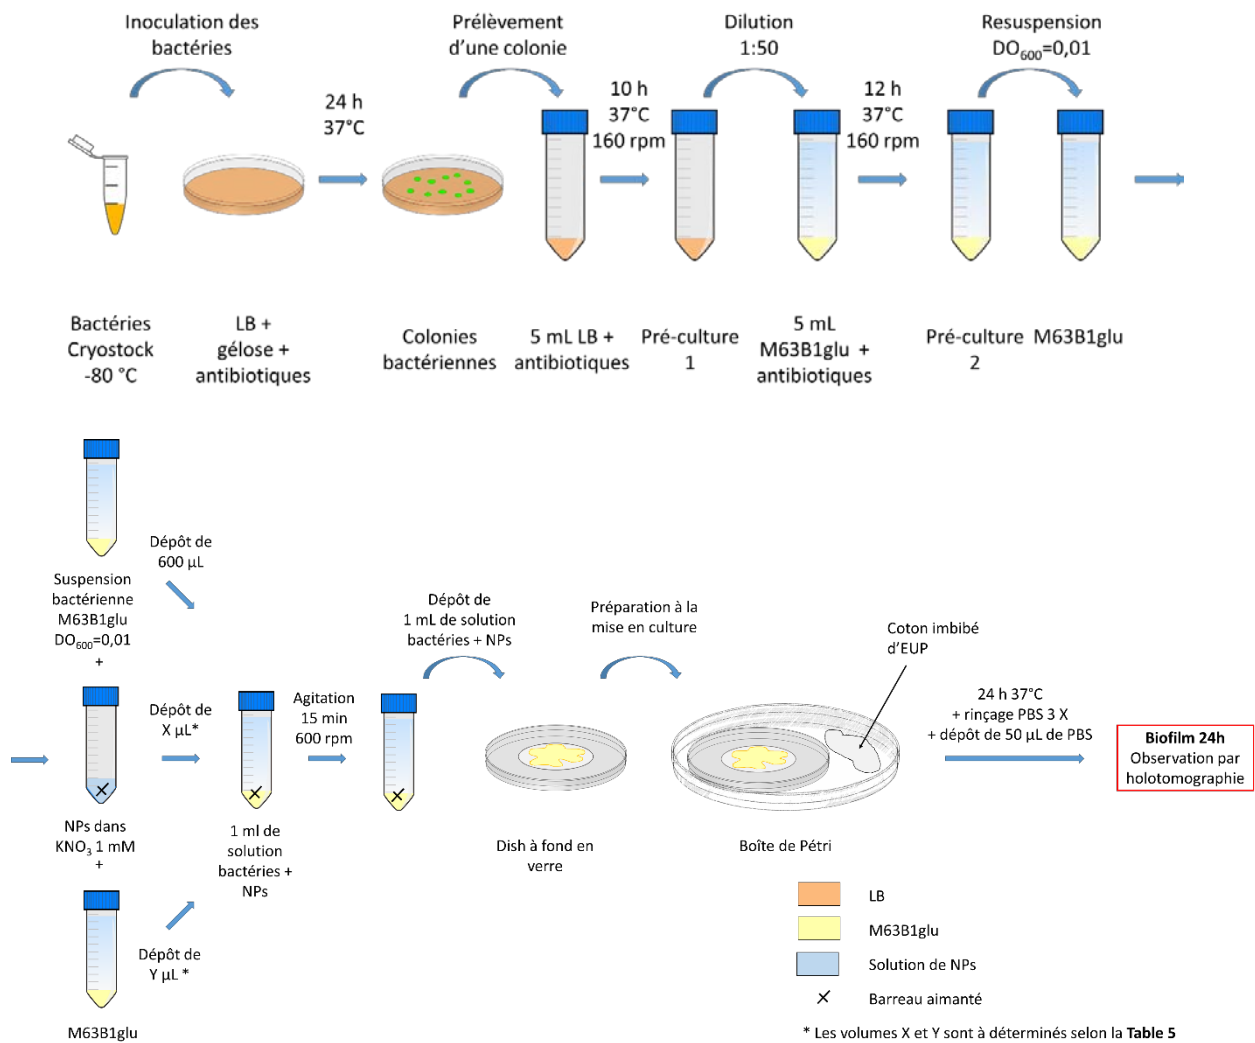 Inoculation des
bactéries
Prélèvement
d'une colonie
Dilution
1:50
Resuspension
DO600=0,01
24 h
37°C
10 h
37°C
160 rpm
12 h
37°C
160 rpm
Bactéries
Cryostock
-80 °C
LB +
gélose +
antibiotiques
Colonies
bactériennes
5 mL LB +
antibiotiques
Pré-culture
1
5 mL
M63B1glu +
antibiotiques
Pré-culture
2
M63B1glu
Dépôt de
600 µL
Suspension
bactérienne
M63B1glu
DO600=0,01
+
Dépôt de
X µL*
NPs dans
KNO3 1 mM
+
Dépôt de
Y µL *
M63B1glu
1 ml de
solution
bactéries +
NPs
Agitation
15 min
600 rpm
Dépôt de
1 mL de solution
bactéries + NPs
Dish à fond en
verre
Préparation à la
mise en culture
Coton imbibé
d'EUP
Boîte de Pétri
24 h 37°C
+ rinçage PBS 3 X
+ dépôt de 50 µL de PBS
Biofilm 24h
Observation par
holotomographie
LB
M63B1glu
Solution de NPs
Barreau aimanté
* Les volumes X et Y sont à déterminés selon la Table 5